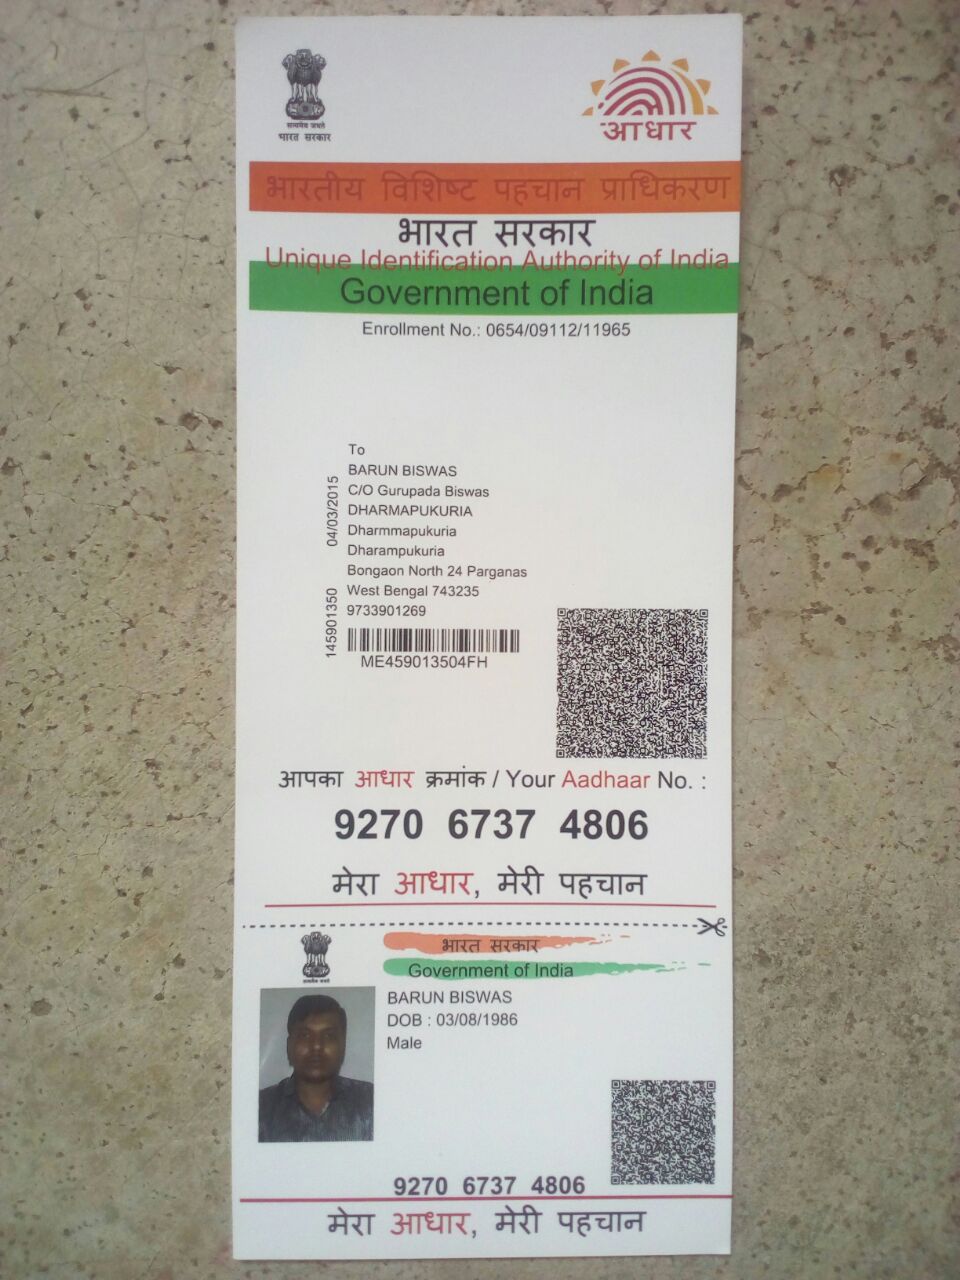 सत्यमेव जयते
भारत सरकार
आधार
भारतीय विशिष्ट पहचान प्राधिकरण
भारत सरकार
Unique Identification Authority of India
Government of India
Enrollment No.: 0654/09112/11965
To
BARUN BISWAS
C/O Gurupada Biswas
DHARMAPUKURIA
Dharmmapukuria
Dharampukuria
Bongaon North 24 Parganas
West Bengal 743235
9733901269
145901350 04/03/2015
ME459013504FH
आपका आधार क्रमांक / Your Aadhaar No. :
9270 6737 4806
मेरा आधार, मेरी पहचान
भारत सरकार
सत्यमेव जयते
Government of India
BARUN BISWAS
DOB : 03/08/1986
Male
9270 6737 4806
मेरा आधार, मेरी पहचान